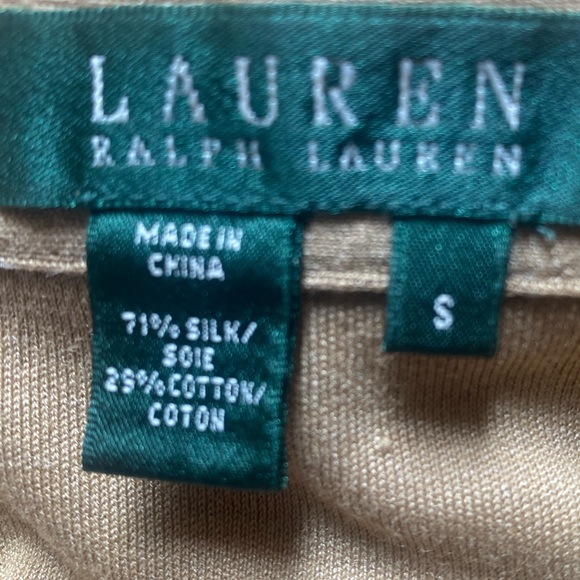 LAUREN
RALPH LAUREN
MADE IN
CHINA
71% SILK/
SOIE
29% COTTON/
COTON
S